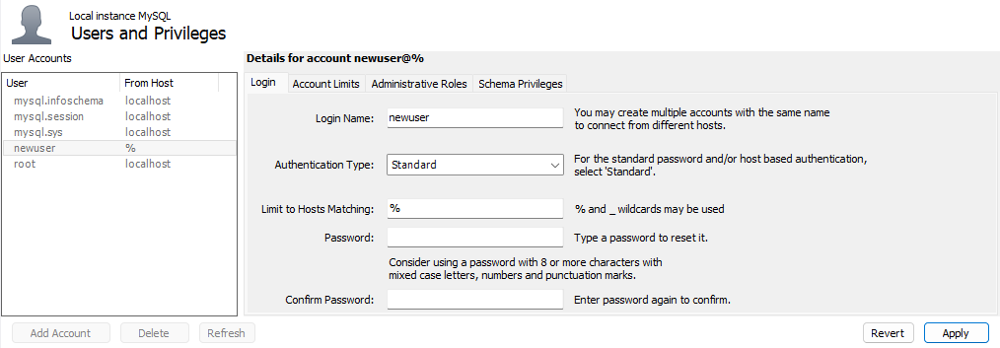 Local instance MySQL
Users and Privileges
User Accounts
User From Host
mysql.infoschema localhost
mysql.session localhost
mysql.sys localhost
newuser %
root localhost
Add Account Delete Refresh
Details for account newuser@%
Login Account Limits Administrative Roles Schema Privileges
Login Name: newuser You may create multiple accounts with the same name
to connect from different hosts.
Authentication Type: Standard For the standard password and/or host based authentication,
select 'Standard'.
Limit to Hosts Matching: % % and _ wildcards may be used
Password: Type a password to reset it.
Consider using a password with 8 or more characters with
mixed case letters, numbers and punctuation marks.
Confirm Password: Enter password again to confirm.
Revert Apply